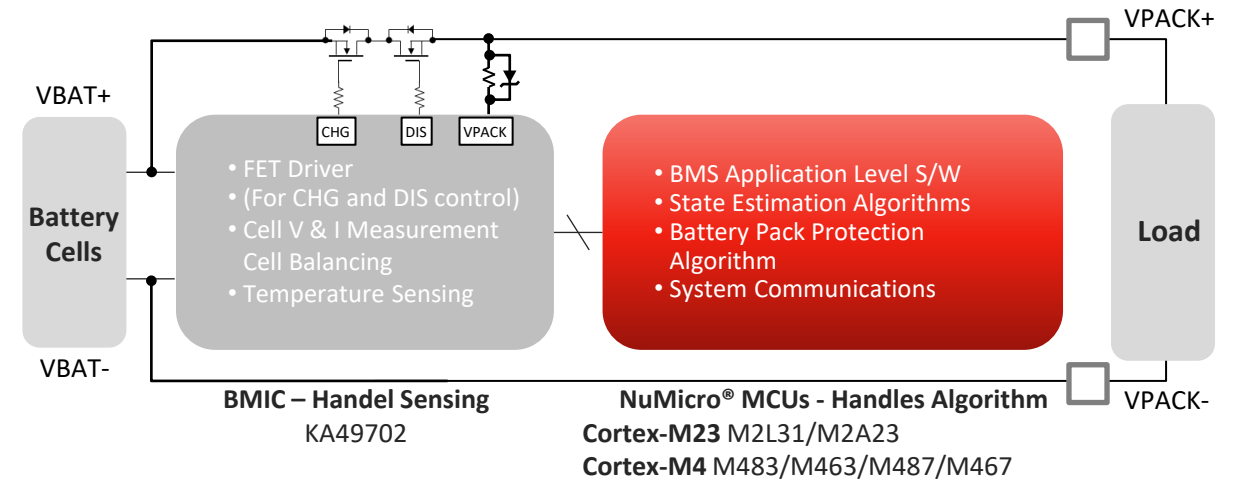 VPACK+
VBAT+
CHG
DIS
VPACK
Battery
Cells
• FET Driver
• (For CHG and DIS control)
• Cell V & I Measurement
Cell Balancing
• Temperature Sensing
• BMS Application Level S/W
• State Estimation Algorithms
• Battery Pack Protection
Algorithm
• System Communications
Load
VBAT-
VPACK-
BMIC – Handel Sensing
KA49702
NuMicro® MCUs - Handles Algorithm
Cortex-M23 M2L31/M2A23
Cortex-M4 M483/M463/M487/M467